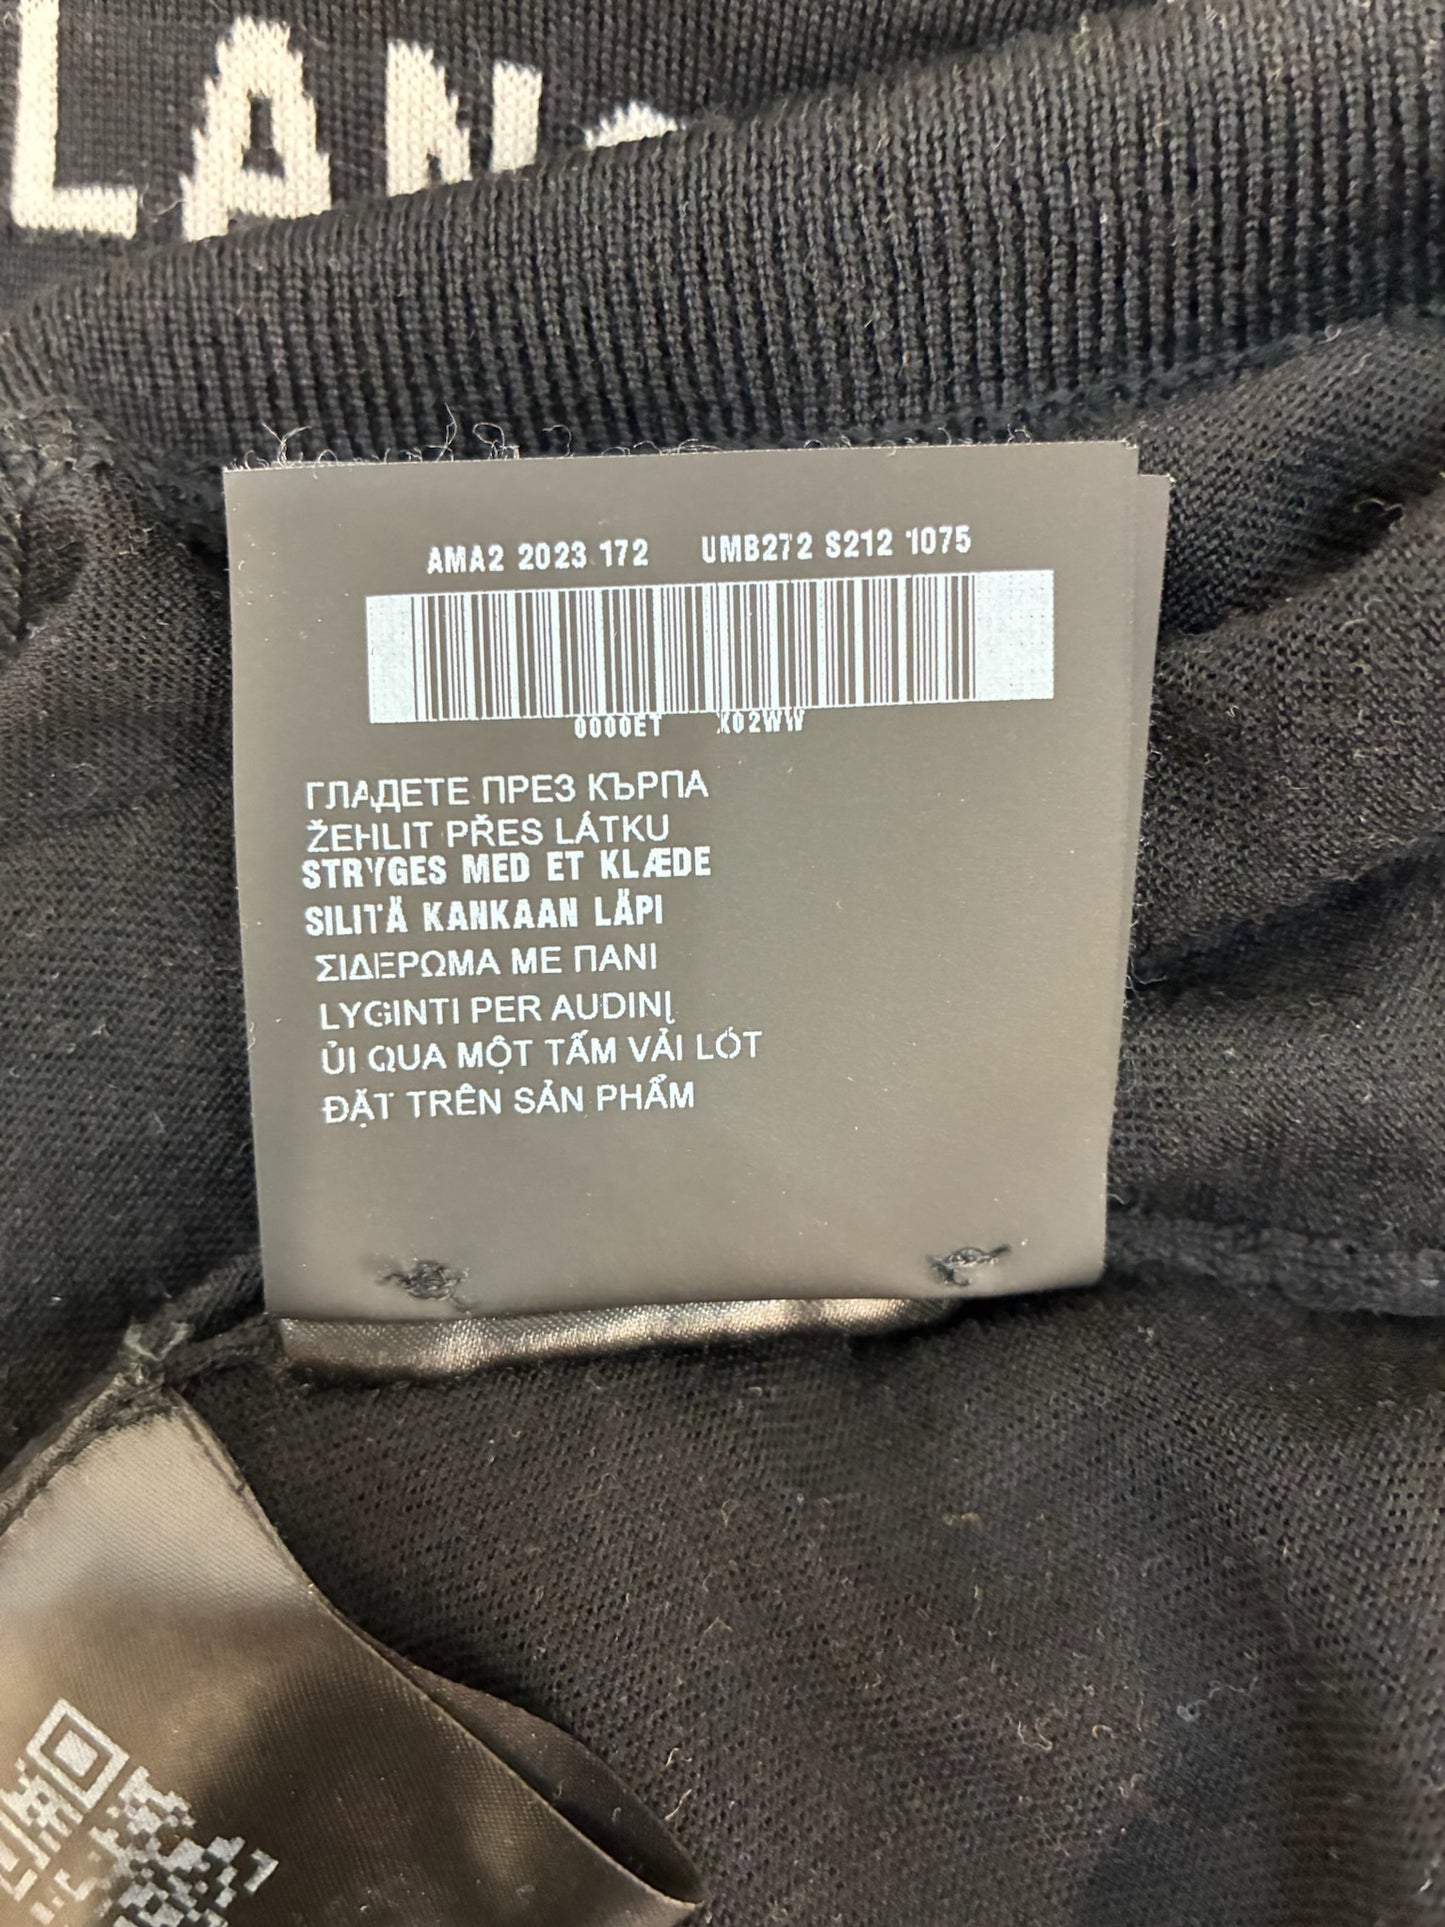 LAN
AMA2 2023 172 UMB272 S212 1075
0000ET X02WW
ГЛАДЕТЕ ПРЕЗ КЪРПА
ŽEHLIT PŘES LÁTKU
STRYGES MED ET KLÆDE
SILITÄ KANKAAN LÄPI
ΣΙΔΕΡΩΜΑ ΜΕ ΠΑΝΙ
LYGINTI PER AUDINĮ
ỦI QUA MỘT TẤM VẢI LÓT
ĐẶT TRÊN SẢN PHẨM